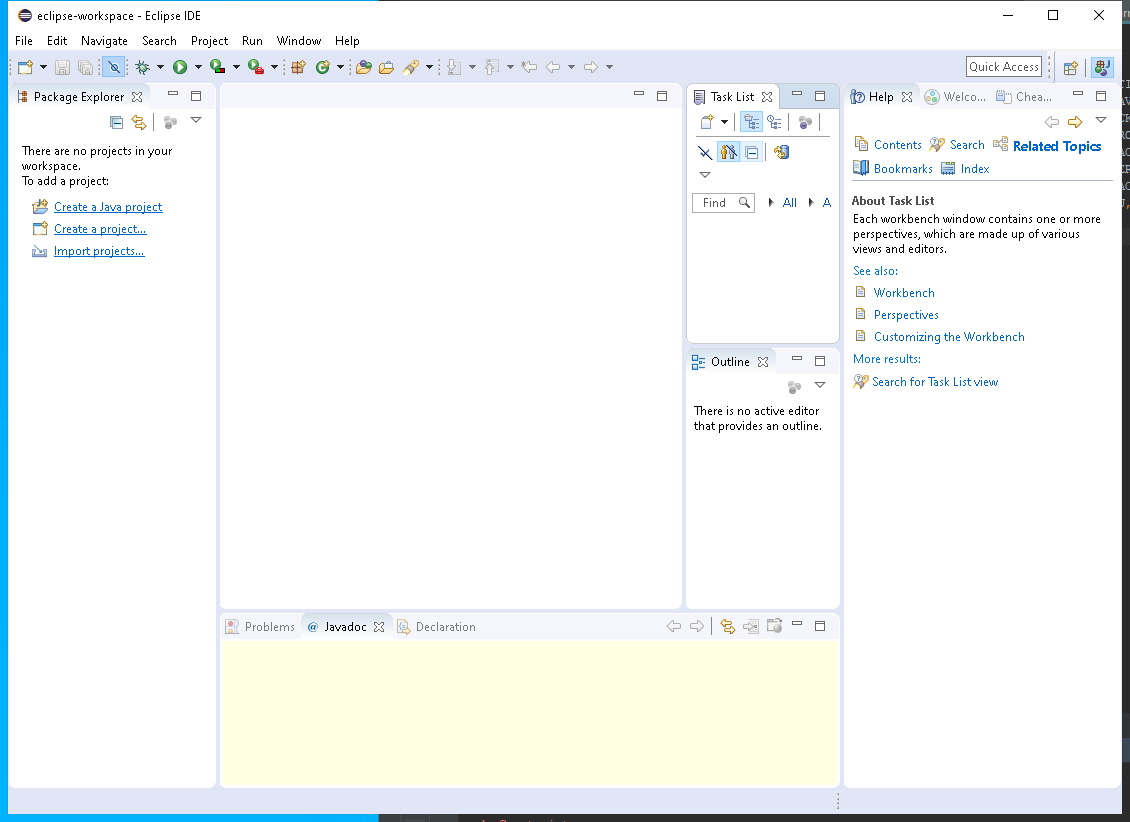 eclipse-workspace - Eclipse IDE
File Edit Navigate Search Project Run Window Help
Quick Access
Package Explorer
There are no projects in your
workspace.
To add a project:
Create a Java project
Create a project...
Import projects...
Task List
Find All A
Outline
There is no active editor
that provides an outline.
Help Welco... Chea...
Contents Search Related Topics
Bookmarks Index
About Task List
Each workbench window contains one or more
perspectives, which are made up of various
views and editors.
See also:
Workbench
Perspectives
Customizing the Workbench
More results:
Search for Task List view
Problems @ Javadoc Declaration